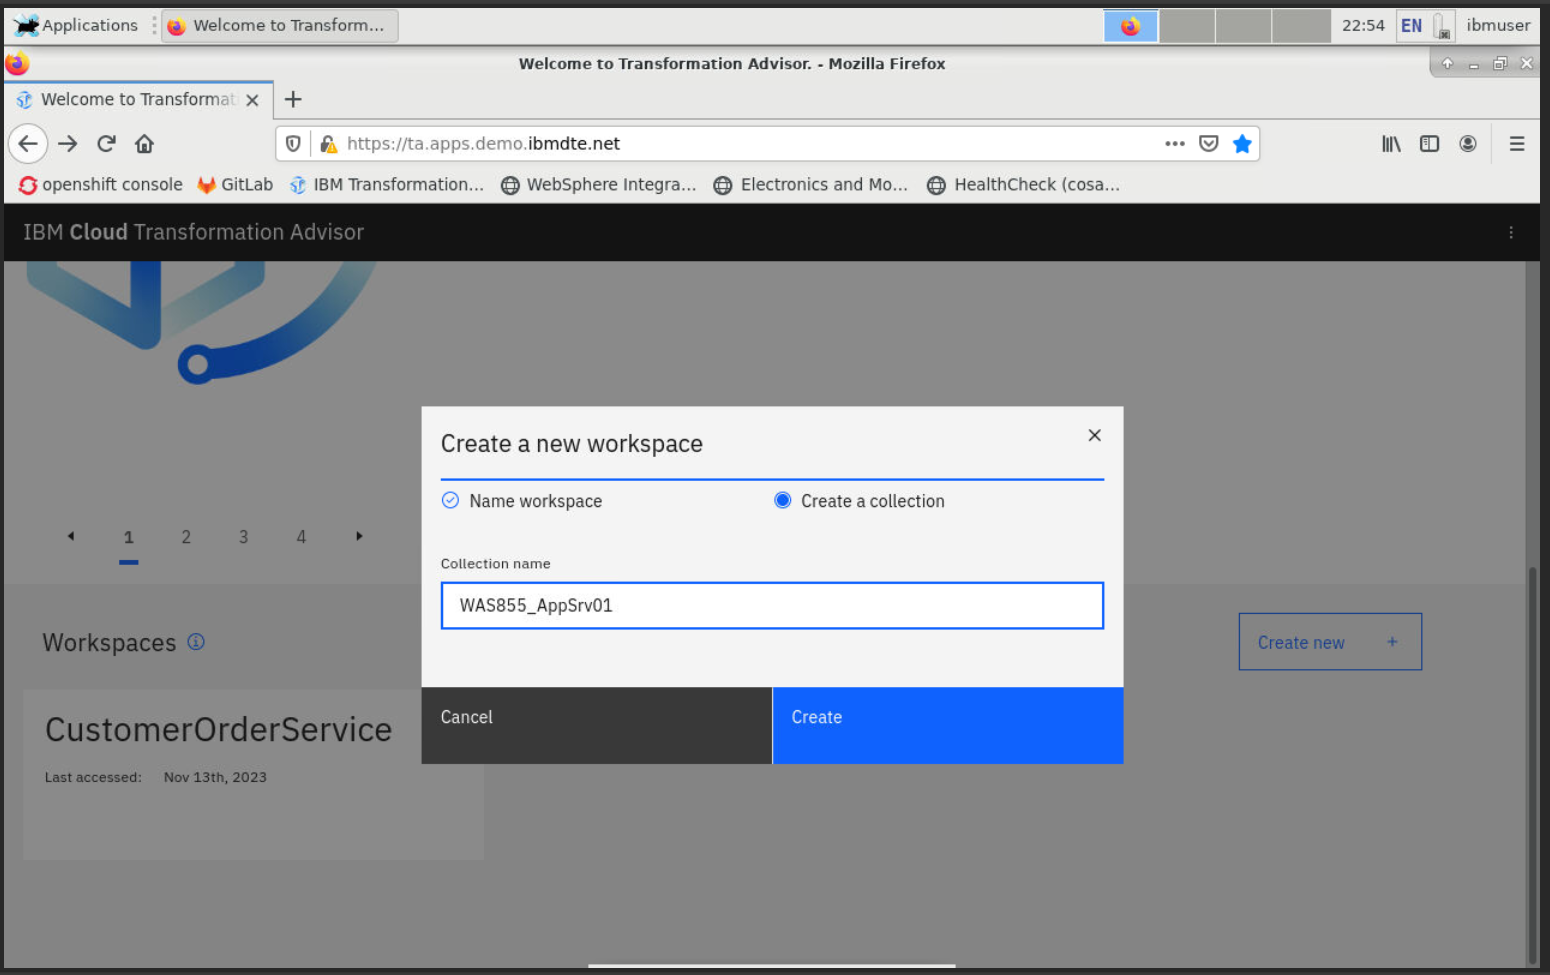 Applications
Welcome to Transform...
22:54
EN
ibmuser
Welcome to Transformation Advisor. - Mozilla Firefox
Welcome to Transformat
https://ta.apps.demo.ibmdte.net
openshift console
GitLab
IBM Transformation...
WebSphere Integra...
Electronics and Mo...
HealthCheck (cosa...
IBM Cloud Transformation Advisor
Create a new workspace
Name workspace
Create a collection
1 2 3 4
Collection name
WAS855_AppSrv01
Workspaces
Create new +
Cancel
Create
CustomerOrderService
Last accessed: Nov 13th, 2023